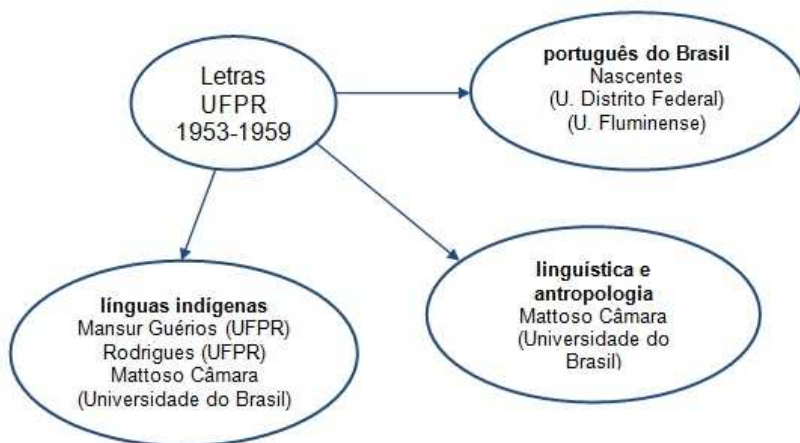 Letras
UFPR
1953-1959
português do Brasil
Nascentes
(U. Distrito Federal)
(U. Fluminense)
linguística e
antropologia
Mattoso Câmara
(Universidade do
Brasil)
línguas indígenas
Mansur Guérios (UFPR)
Rodrigues (UFPR)
Mattoso Câmara
(Universidade do Brasil)